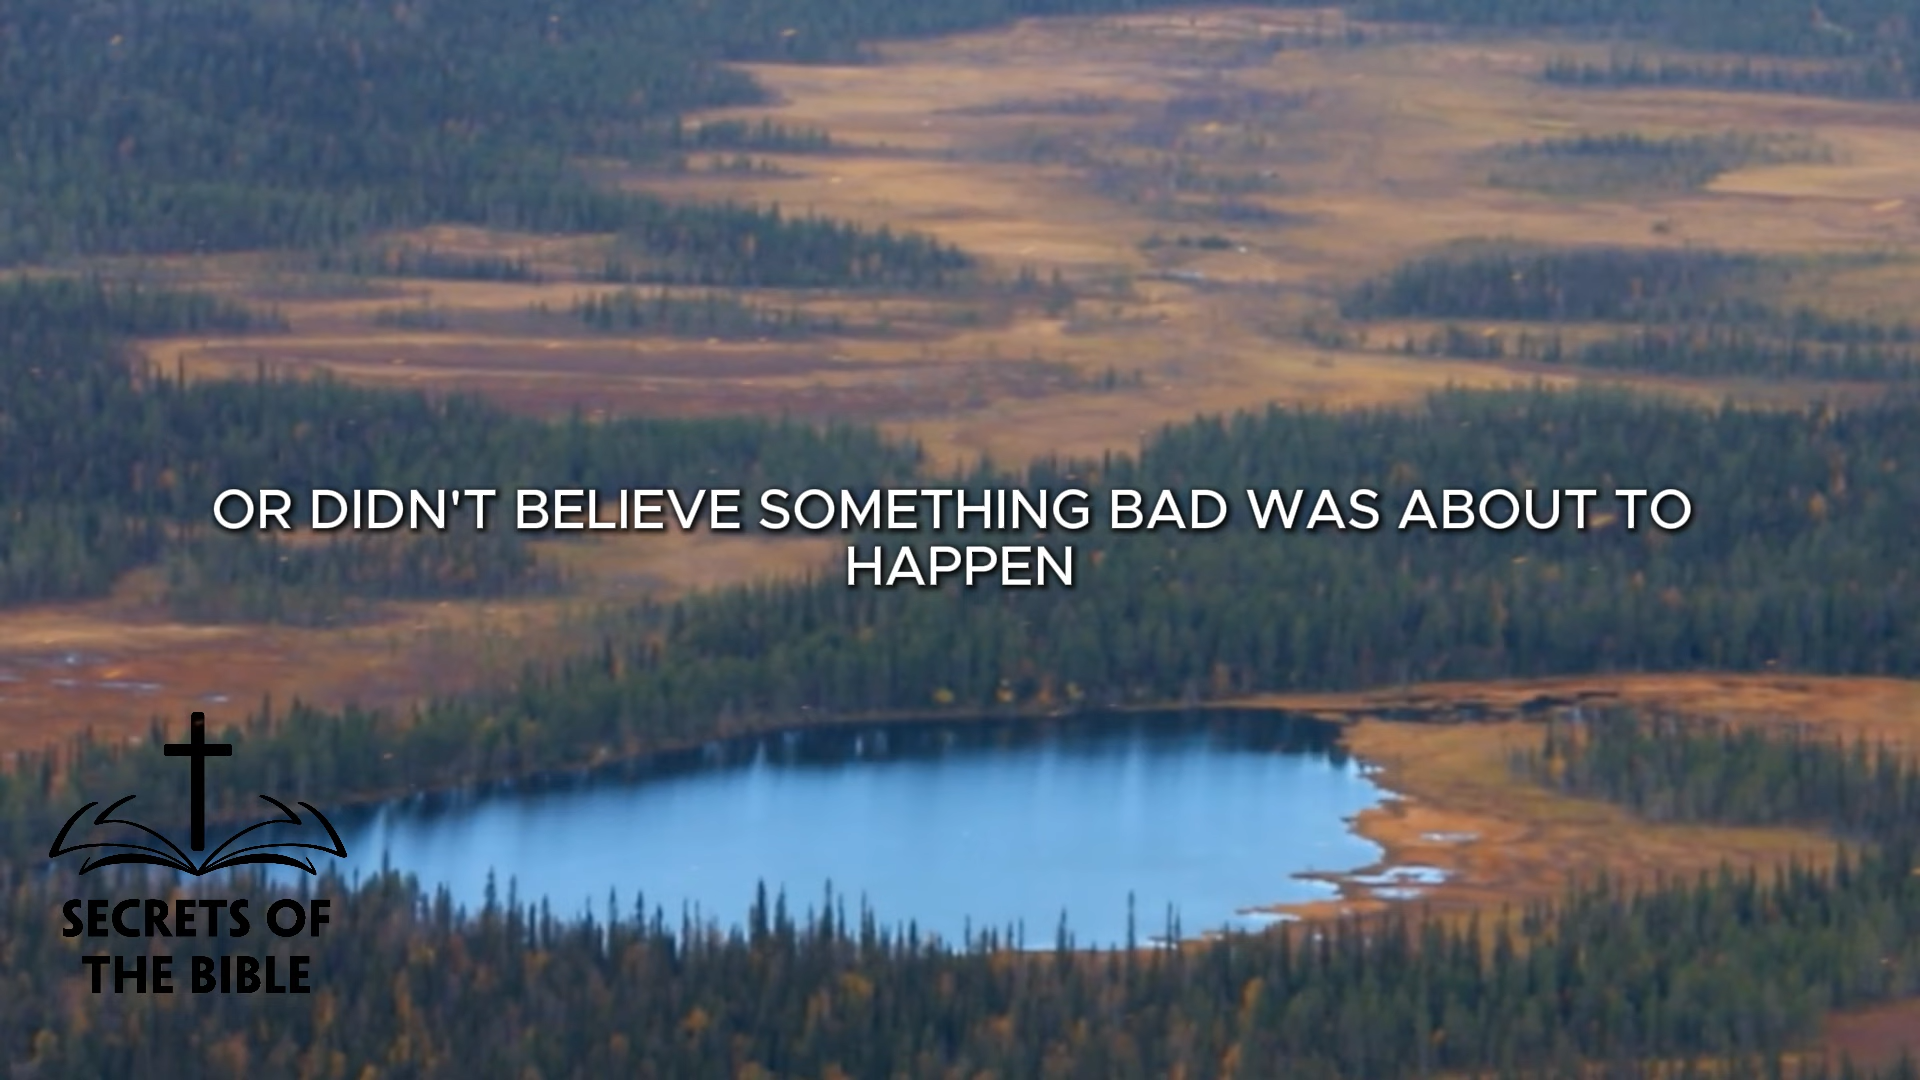 OR DIDN'T BELIEVE SOMETHING BAD WAS ABOUT TO
HAPPEN
SECRETS OF
THE BIBLE